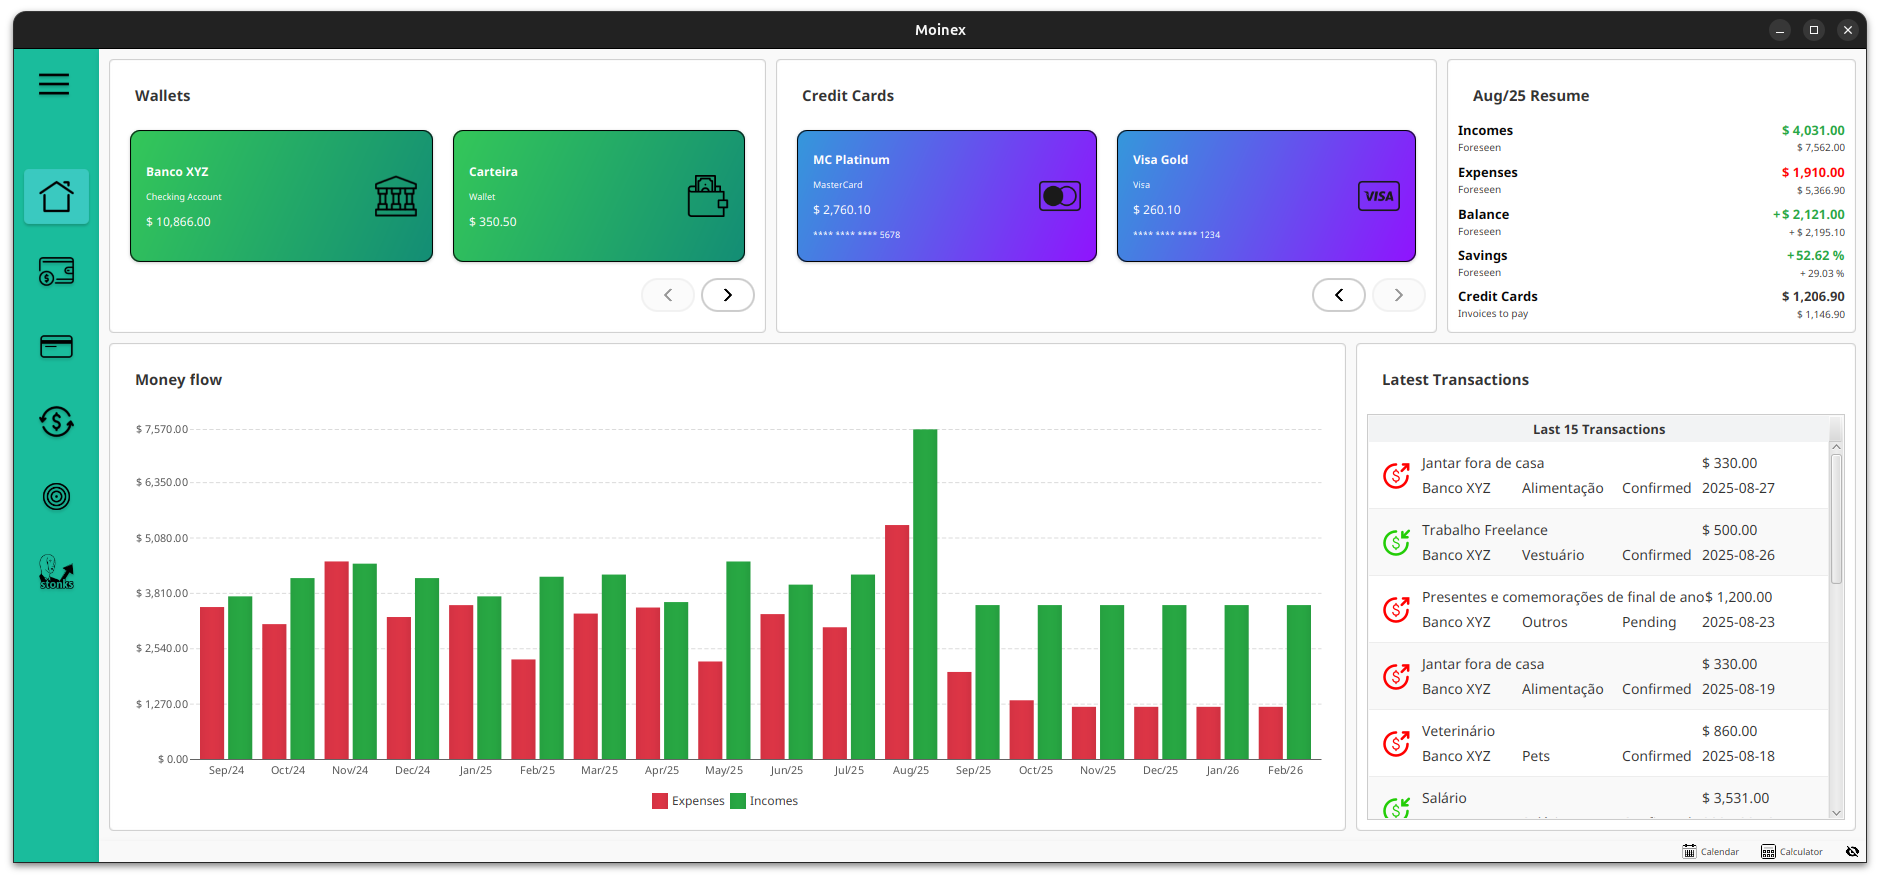 Moinex
Wallets
Banco XYZ
Checking Account
$ 10,866.00
Carteira
Wallet
$ 350.50
Credit Cards
MC Platinum
MasterCard
$ 2,760.10
**** **** **** 5678
Visa Gold
Visa
$ 260.10
**** **** **** 1234
VISA
Aug/25 Resume
Incomes $ 4,031.00
Foreseen $ 7,562.00
Expenses $ 1,910.00
Foreseen $ 5,366.90
Balance + $ 2,121.00
Foreseen + $ 2,195.10
Savings + 52.62 %
Foreseen + 29.03 %
Credit Cards $ 1,206.90
Invoices to pay $ 1,146.90
stonks
Money flow
$ 7,570.00
$ 6,350.00
$ 5,080.00
$ 3,810.00
$ 2,540.00
$ 1,270.00
$ 0.00
Sep/24 Oct/24 Nov/24 Dec/24 Jan/25 Feb/25 Mar/25 Apr/25 May/25 Jun/25 Jul/25 Aug/25 Sep/25 Oct/25 Nov/25 Dec/25 Jan/26 Feb/26
Expenses Incomes
Latest Transactions
Last 15 Transactions
Jantar fora de casa $ 330.00
Banco XYZ Alimentação Confirmed 2025-08-27
Trabalho Freelance $ 500.00
Banco XYZ Vestuário Confirmed 2025-08-26
Presentes e comemorações de final de ano $ 1,200.00
Banco XYZ Outros Pending 2025-08-23
Jantar fora de casa $ 330.00
Banco XYZ Alimentação Confirmed 2025-08-19
Veterinário $ 860.00
Banco XYZ Pets Confirmed 2025-08-18
Salário $ 3,531.00
Calendar Calculator